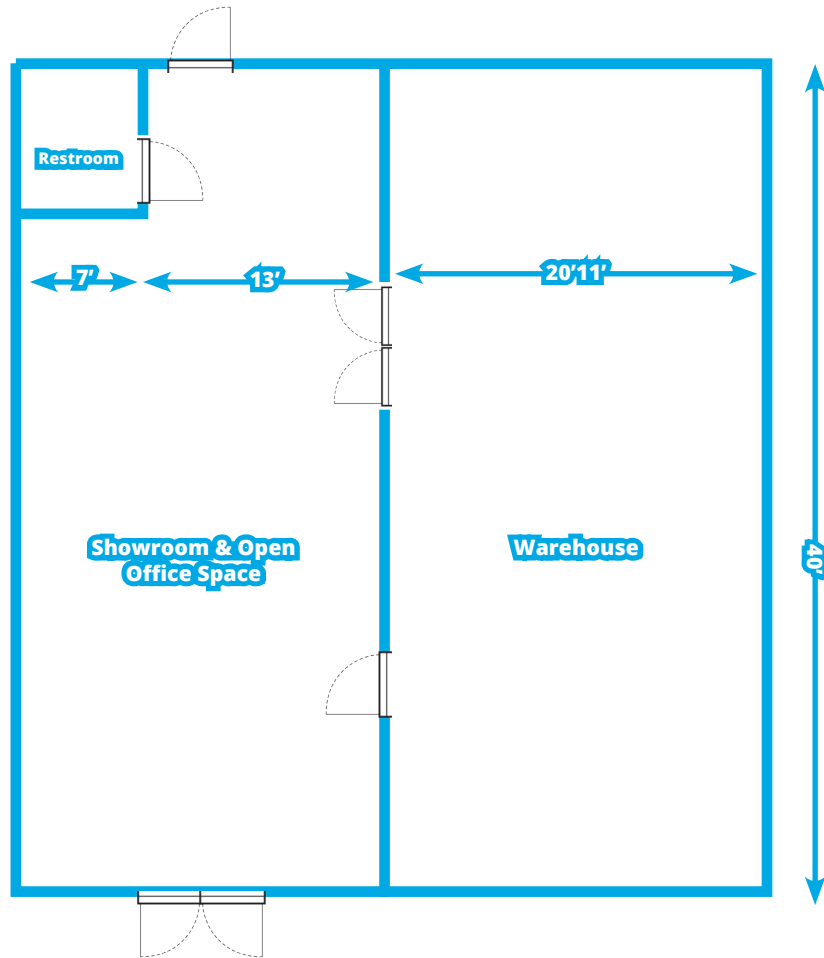 Restroom
7’
13’
20’11”
Showroom & Open
Office Space
Warehouse
40’